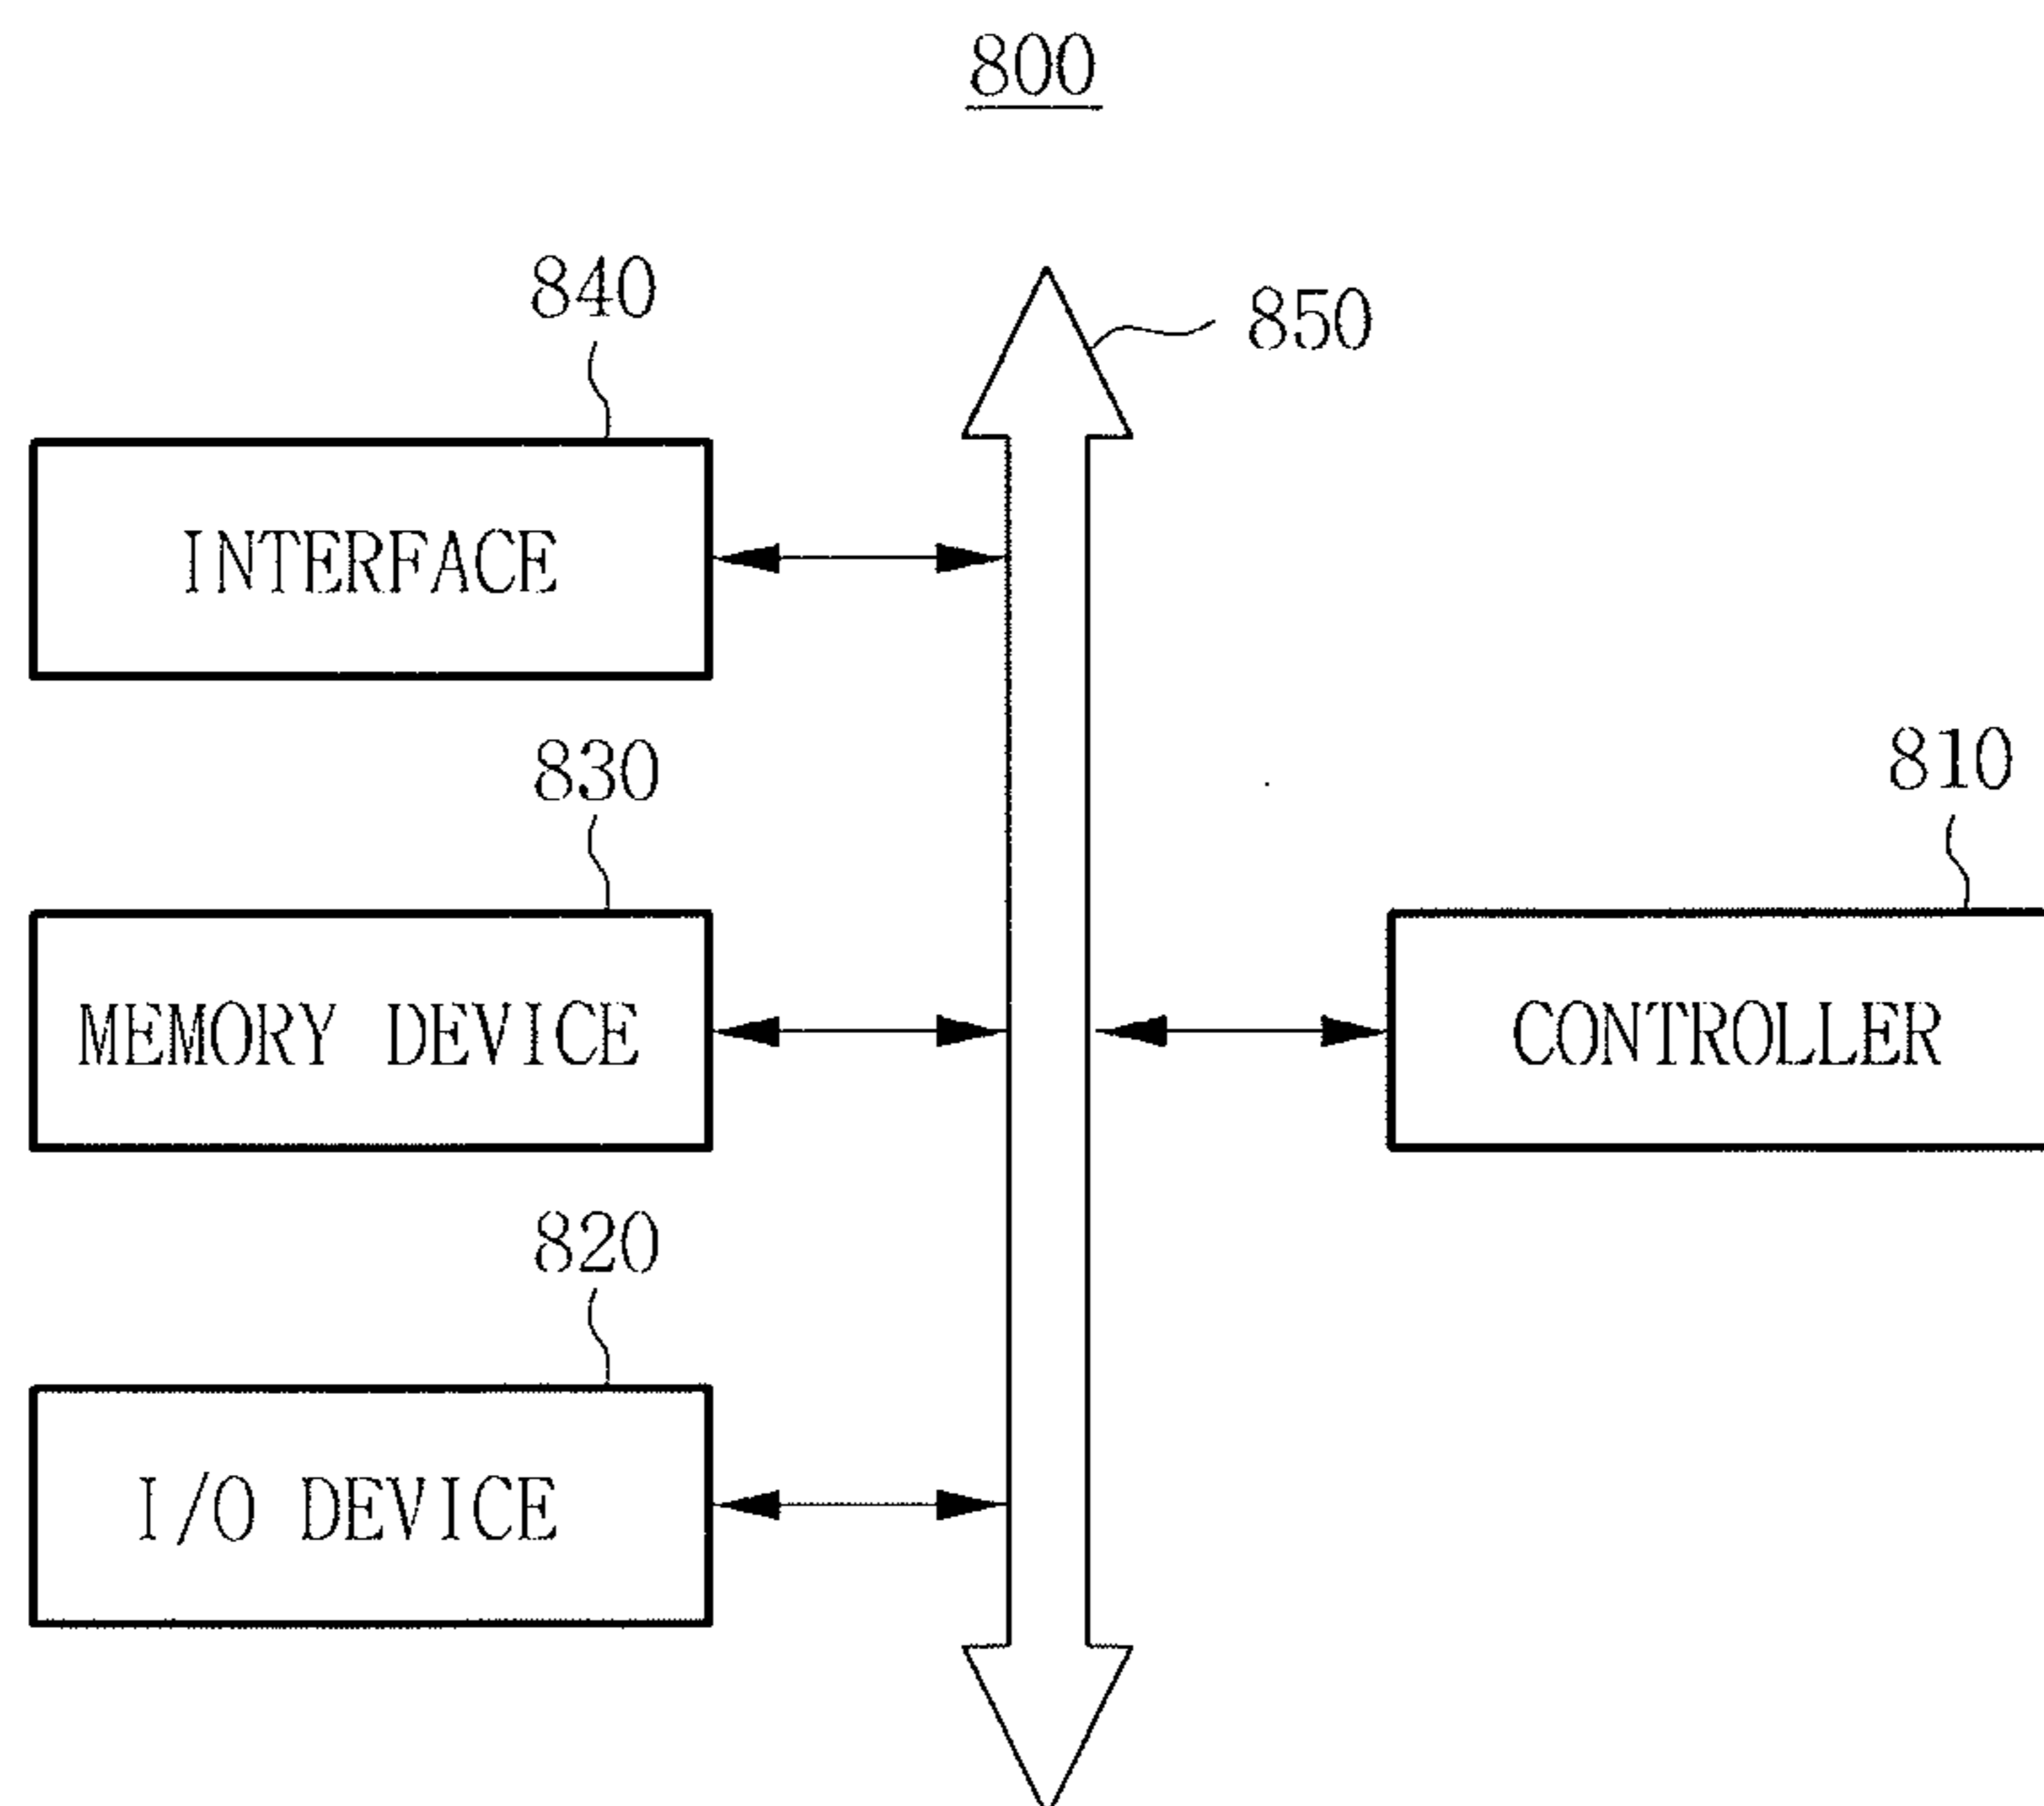 800
840
850
INTERFACE
830
810
MEMORY DEVICE
CONTROLLER
820
I/O DEVICE